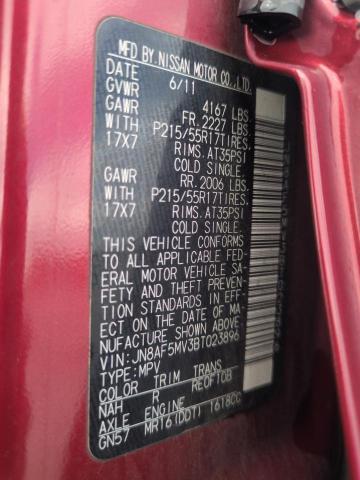 MFD BY NISSAN MOTOR CO., LTD.
DATE 6/11
GVWR 4167 LBS
GAWR FR. 2227 LBS.
WITH P215/55R17TIRES.
17X7 RIMS. AT35PSI
COLD SINGLE.
GAWR RR. 2006 LBS.
WITH P215/55R17TIRES.
17X7 RIMS. AT35PSI
COLD SINGLE.
THIS VEHICLE CONFORMS
TO ALL APPLICABLE FED-
ERAL MOTOR VEHICLE SA-
FETY AND THEFT PREVEN-
TION STANDARDS IN EFF-
ECT ON THE DATE OF MA-
NUFACTURE SHOWN ABOVE.
VIN: JN8AF5MV3BT023896
TYPE: MPV
COLOR TRIM TRANS
NAH R RE0F10B
AXLE ENGINE
GN57 MR16(DDT) 1618CC